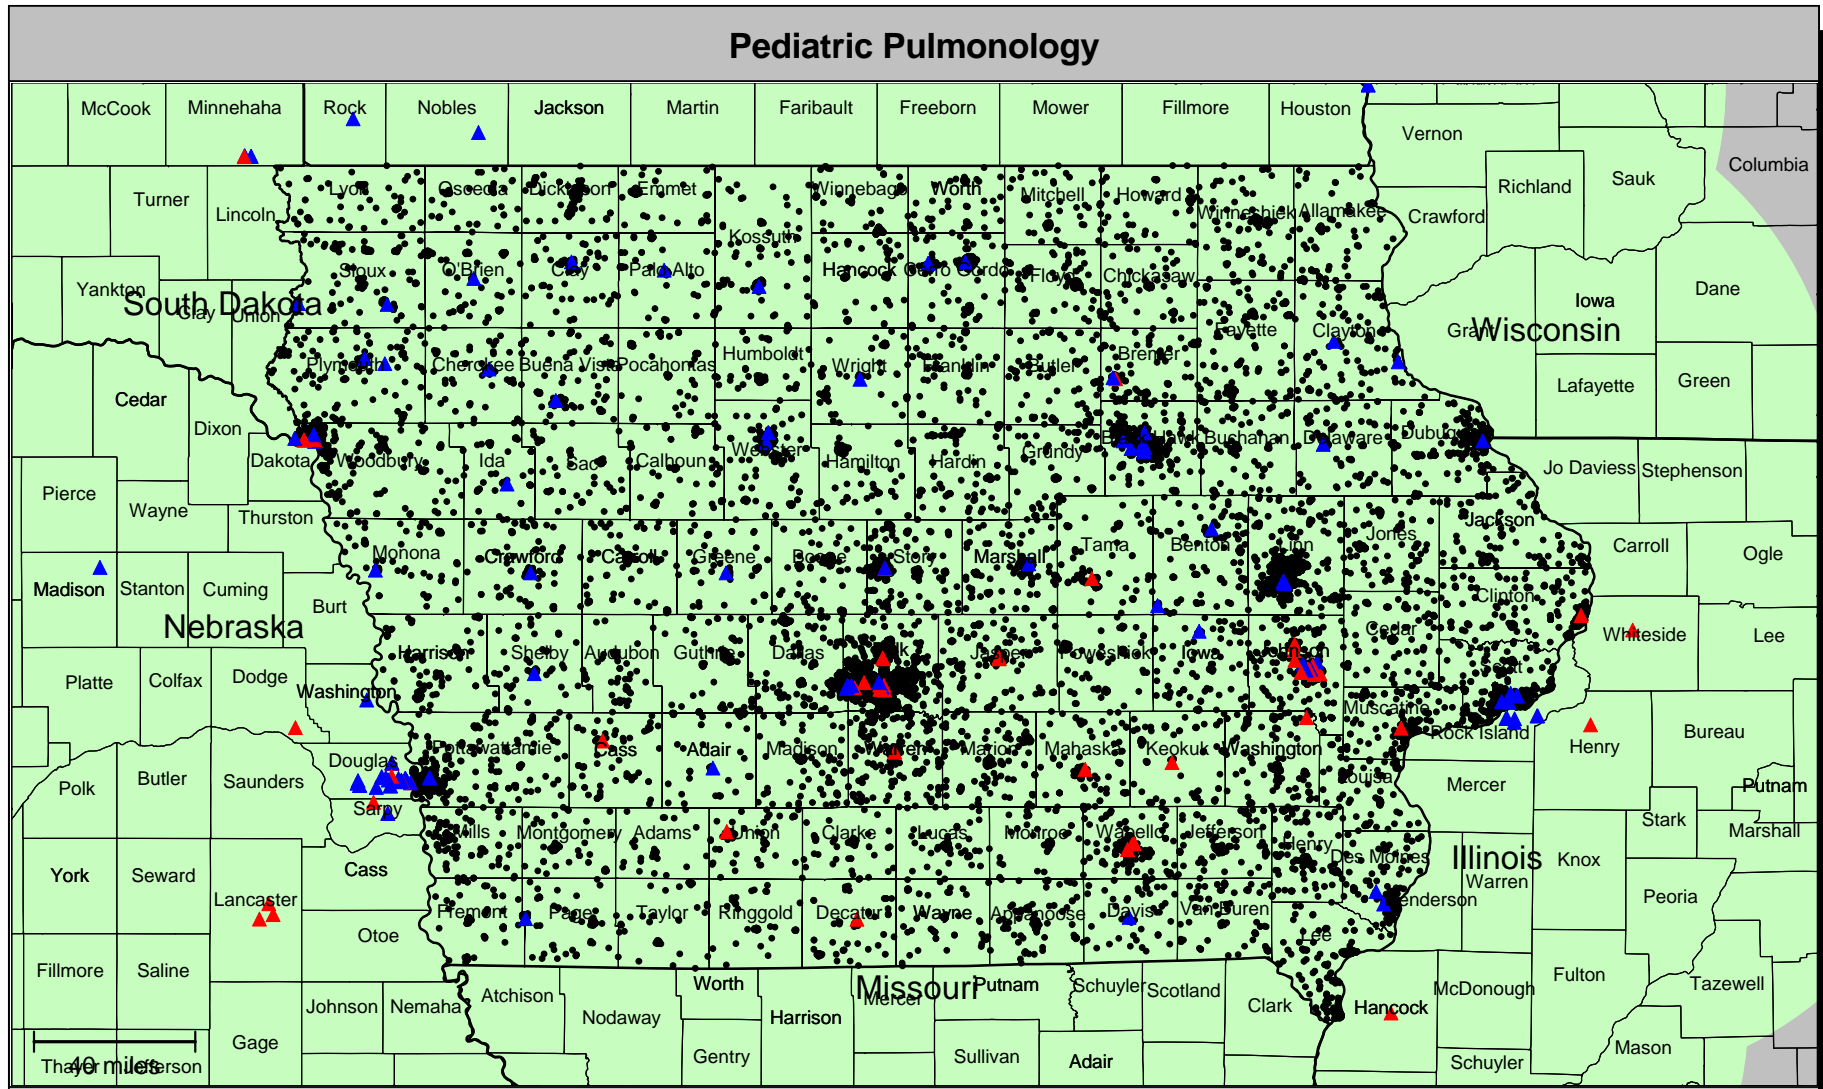 Pediatric Pulmonology
McCook Minnehaha Rock Nobles Jackson Martin Faribault Freeborn Mower Fillmore Houston
Vernon
Columbia
Turner Lincoln Lyon Osceola Dickinson Emmet Winnebago Worth Mitchell Howard Winneshiek Allamakee Crawford Richland Sauk
Kossuth
Yankton Clay Union Sioux O'Brien Clay Palo Alto Hancock Cerro Gordo Floyd Chickasaw Iowa Dane
South Dakota
Fayette Clayton Grant Wisconsin
Plymouth Cherokee Buena Vista Pocahontas Humboldt Wright Franklin Butler Bremer
Cedar Lafayette Green
Dixon
Dakota Woodbury Ida Sac Calhoun Webster Hamilton Hardin Grundy Black Hawk Buchanan Delaware Dubuque
Jo Daviess Stephenson
Pierce Wayne Thurston
Monona Crawford Carroll Greene Boone Story Marshall Tama Benton Linn Jones Jackson
Carroll Ogle
Madison Stanton Cuming Burt Clinton
Nebraska
Harrison Shelby Audubon Guthrie Dallas Polk Jasper Poweshiek Iowa Johnson Cedar Scott Whiteside Lee
Platte Colfax Dodge Washington
Muscatine Rock Island
Douglas Pottawattamie Cass Adair Madison Warren Marion Mahaska Keokuk Washington Louisa Henry Bureau
Polk Butler Saunders Sarpy Mercer Putnam
Mills Montgomery Adams Union Clarke Lucas Monroe Wapello Jefferson Henry Des Moines Stark Marshall
York Seward Cass Illinois Knox
Lancaster Warren Peoria
Fremont Page Taylor Ringgold Decatur Wayne Appanoose Davis Van Buren Henderson
Otoe Lee
Fillmore Saline Fulton Tazewell
Johnson Nemaha Atchison Worth Missouri Mercer Putnam Schuyler Scotland Clark Hancock McDonough
Nodaway Harrison
Gage Gentry Sullivan Adair Schuyler Mason
Thayer Jefferson
40 miles